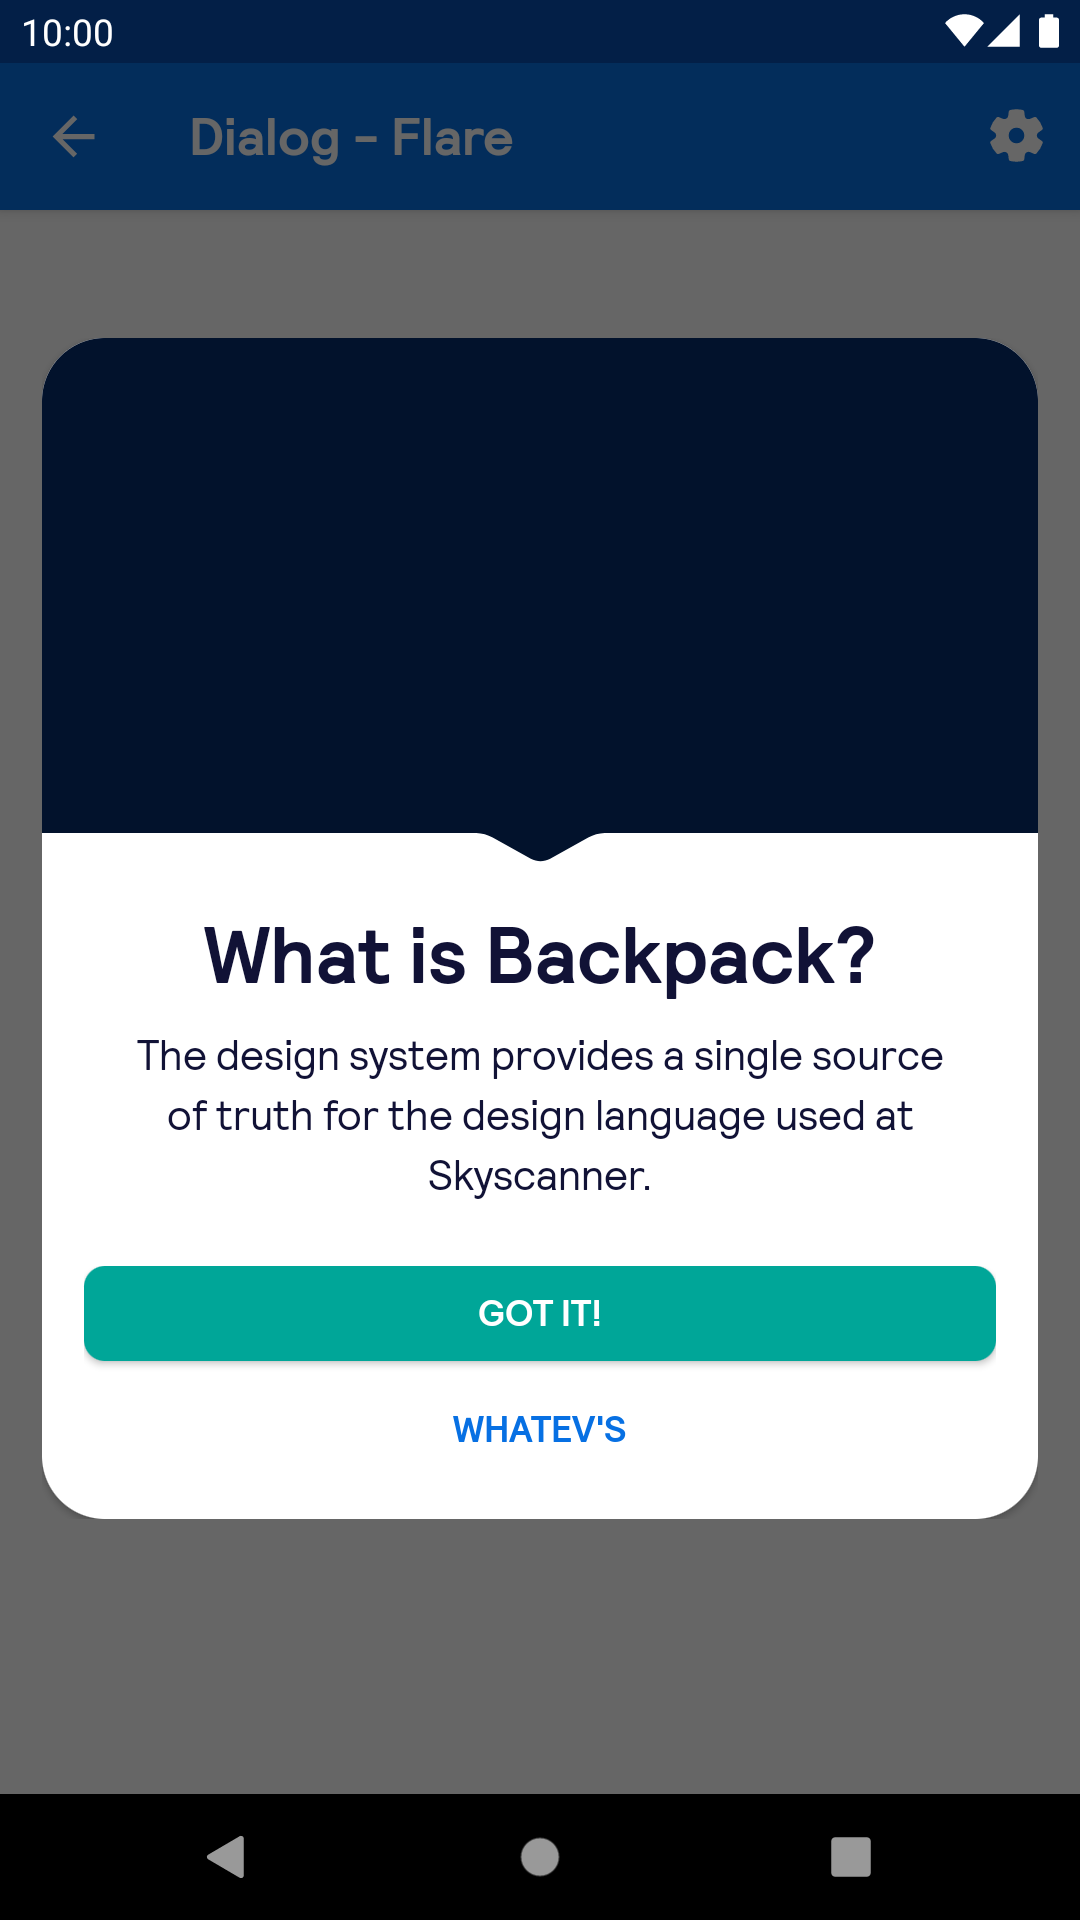 10:00
Dialog - Flare
What is Backpack?
The design system provides a single source
of truth for the design language used at
Skyscanner.
GOT IT!
WHATEV'S